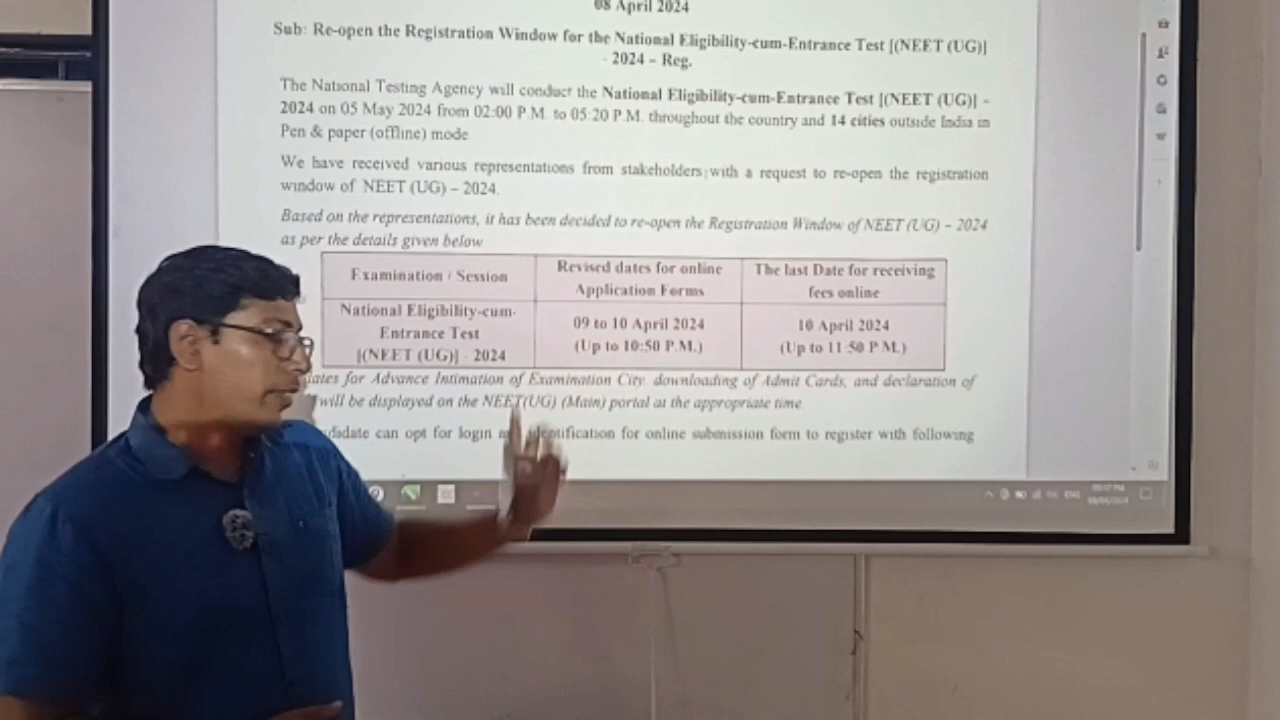 08 April 2024
Sub: Re-open the Registration Window for the National Eligibility-cum-Entrance Test [(NEET (UG)]
- 2024 – Reg.
The National Testing Agency will conduct the National Eligibility-cum-Entrance Test [(NEET (UG)] -
2024 on 05 May 2024 from 02:00 P.M. to 05:20 P.M. throughout the country and 14 cities outside India in
Pen & paper (offline) mode
We have received various representations from stakeholders with a request to re-open the registration
window of NEET (UG) – 2024.
Based on the representations, it has been decided to re-open the Registration Window of NEET (UG) – 2024
as per the details given below
Examination / Session
Revised dates for online
Application Forms
The last Date for receiving
fees online
National Eligibility-cum-
Entrance Test
[(NEET (UG)] - 2024
09 to 10 April 2024
(Up to 10:50 P.M.)
10 April 2024
(Up to 11:50 P.M.)
for Advance Intimation of Examination City, downloading of Admit Cards, and declaration of
will be displayed on the NEET(UG) (Main) portal at the appropriate time
can opt for login identification for online submission form to register with following
ENG